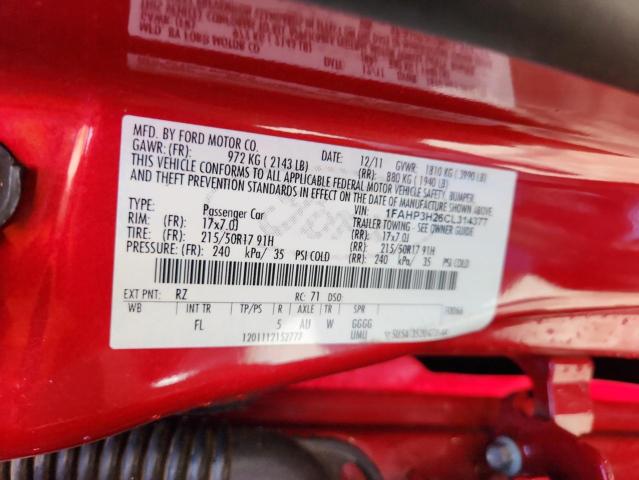 MFD. BY FORD MOTOR CO.
GAWR: (FR): 972 KG ( 2143 LB) 12/11 GVWR: 1810 KG ( 3990 LB)
(RR): 880 KG ( 1940 LB)
THIS VEHICLE CONFORMS TO ALL APPLICABLE FEDERAL MOTOR VEHICLE SAFETY, BUMPER,
AND THEFT PREVENTION STANDARDS IN EFFECT ON THE DATE OF MANUFACTURE SHOWN ABOVE.
VIN: 1FAHP3H26CL314377
TYPE: Passenger Car TRAILER TOWING - SEE OWNER GUIDE
RIM: (FR): 17x7.0J (RR): 17x7.0J
TIRE: (FR): 215/50R17 91H (RR): 215/50R17 91H
PRESSURE: (FR): 240 kPa/ 35 PSI COLD (RR): 240 kPa/ 35 PSI COLD
EXT PNT: RZ RC: 71 DSO:
WB INT TR TP/PS R AXLE TR SPR
FL 5 AU W GGGG
1201112152777 UMU